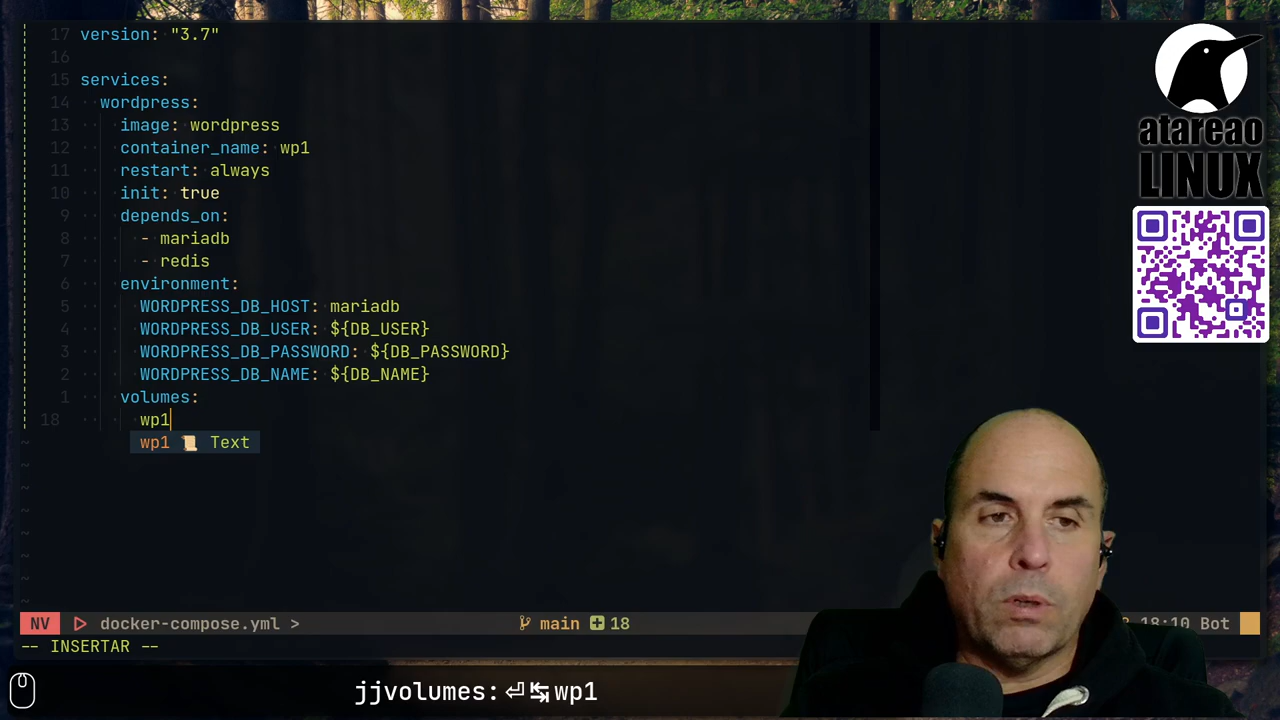 17 version: "3.7"
16
15 services:
14 wordpress:
13 image: wordpress
12 container_name: wp1
11 restart: always
10 init: true
9 depends_on:
8 - mariadb
7 - redis
6 environment:
5 WORDPRESS_DB_HOST: mariadb
4 WORDPRESS_DB_USER: ${DB_USER}
3 WORDPRESS_DB_PASSWORD: ${DB_PASSWORD}
2 WORDPRESS_DB_NAME: ${DB_NAME}
1 volumes:
18 wp1
wp1 📜 Text
NV docker-compose.yml > main 18 18:10 Bot
-- INSERTAR --
jjvolumes:⏎↹wp1
atareao
LINUX